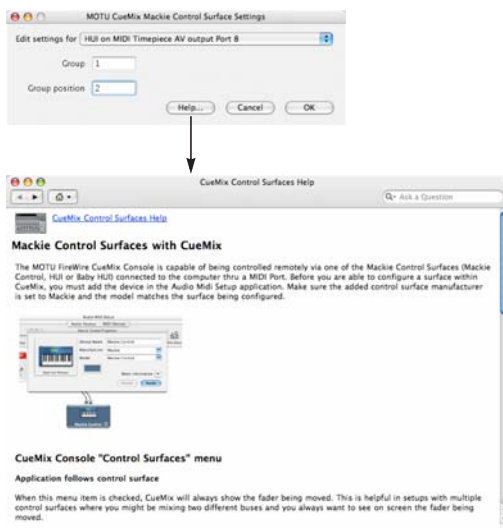 MOTU CueMix Mackie Control Surface Settings
Edit settings for HUI on MIDI Timepiece AV output Port 8
Group 1
Group position 2
Help... Cancel OK
CueMix Control Surfaces Help
Ask a Question
CueMix Control Surfaces Help
Mackie Control Surfaces with CueMix
The MOTU FireWire CueMix Console is capable of being controlled remotely via one of the Mackie Control Surfaces (Mackie
Control, HUI or Baby HUI) connected to the computer thru a MIDI Port. Before you are able to configure a surface within
CueMix, you must add the device in the Audio Midi Setup application. Make sure the added control surface manufacturer
is set to Mackie and the model matches the surface being configured.
Mackie Control
CueMix Console "Control Surfaces" menu
Application follows control surface
When this menu item is checked, CueMix will always show the fader being moved. This is helpful in setups with multiple
control surfaces where you might be mixing two different buses and you always want to see on screen the fader being
moved.